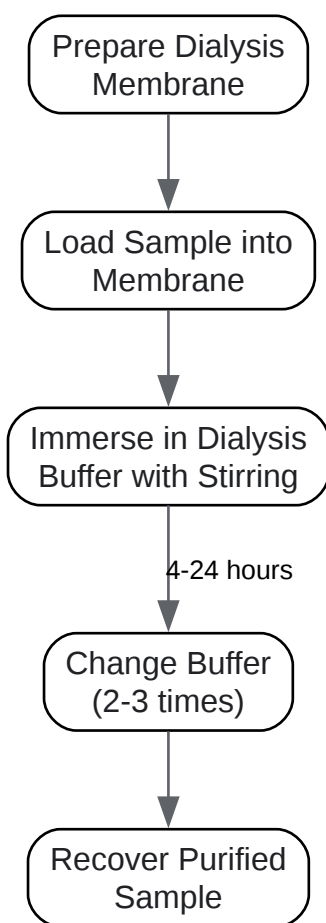 Prepare Dialysis
Membrane
Load Sample into
Membrane
Immerse in Dialysis
Buffer with Stirring
4-24 hours
Change Buffer
(2-3 times)
Recover Purified
Sample